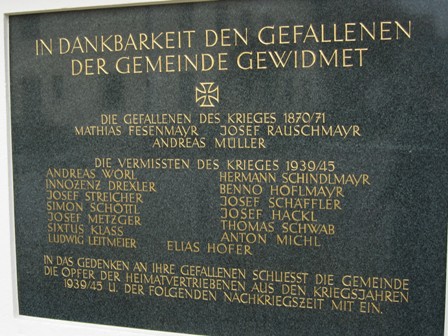 IN DANKBARKEIT DEN GEFALLENEN
DER GEMEINDE GEWIDMET
DIE GEFALLENEN DES KRIEGES 1870/71
MATHIAS FESENMAYR JOSEF RAUSCHMAYR
ANDREAS MÜLLER
DIE VERMISSTEN DES KRIEGES 1939/45
ANDREAS WÖRL HERMANN SCHINDLMAYR
INNOZENZ DREXLER BENNO HÖFLMAYR
JOSEF STREICHER JOSEF SCHÄFFLER
SIMON SCHÖTTL JOSEF HACKL
JOSEF METZGER THOMAS SCHWAB
SIXTUS KLASS ANTON MICHL
LUDWIG LEITMEIER ELIAS HOFER
IN DAS GEDENKEN AN IHRE GEFALLENEN SCHLIESST DIE GEMEINDE
DIE OPFER DER HEIMATVERTRIEBENEN AUS DEN KRIEGSJAHREN
1939/45 U. DER FOLGENDEN NACHKRIEGSZEIT MIT EIN.